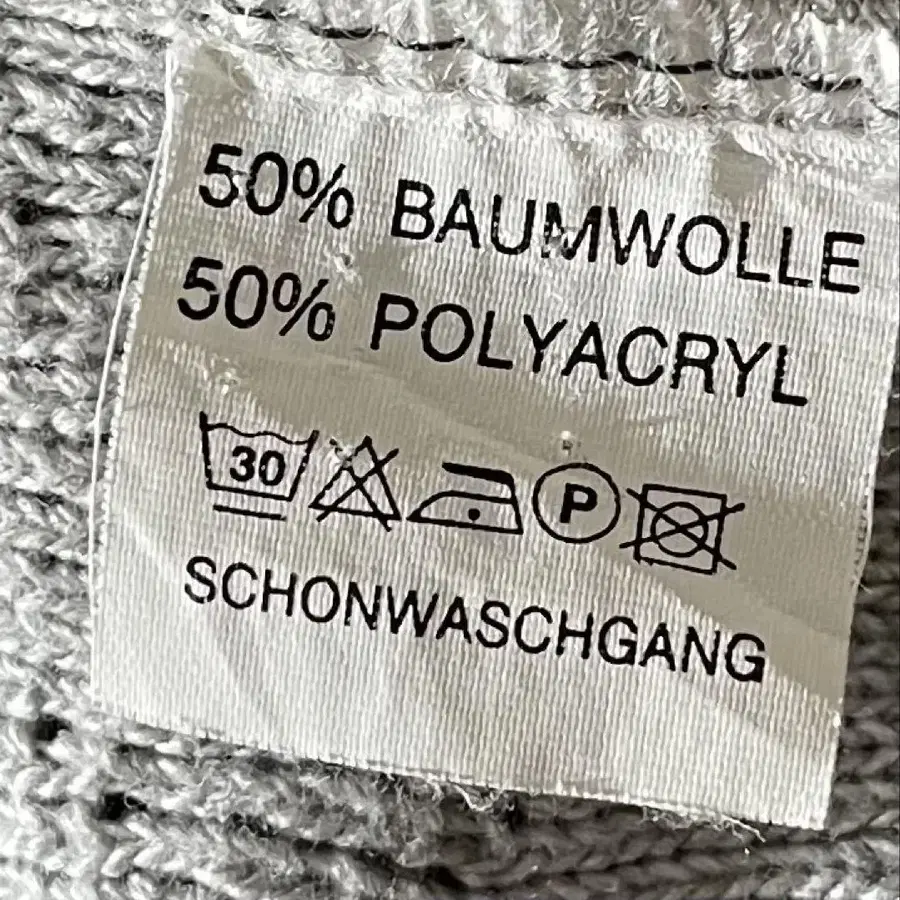 50% BAUMWOLLE
50% POLYACRYL
30 P
SCHONWASCHGANG